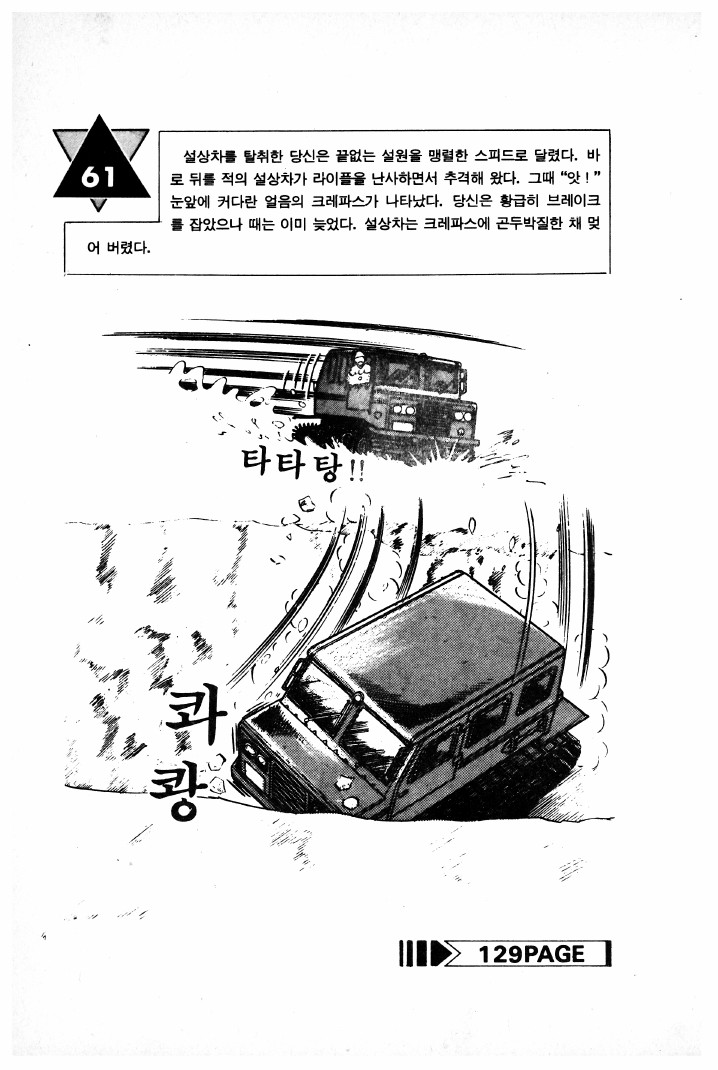 61
설상차를 탈취한 당신은 끝없는 설원을 맹렬한 스피드로 달렸다. 바
로 뒤를 적의 설상차가 라이플을 난사하면서 추격해 왔다. 그때 “앗!”
눈앞에 커다란 얼음의 크레파스가 나타났다. 당신은 황급히 브레이크
를 잡았으나 때는 이미 늦었다. 설상차는 크레파스에 곤두박질한 채 멎
어 버렸다.
타타탕!!
콰
쾅
129PAGE